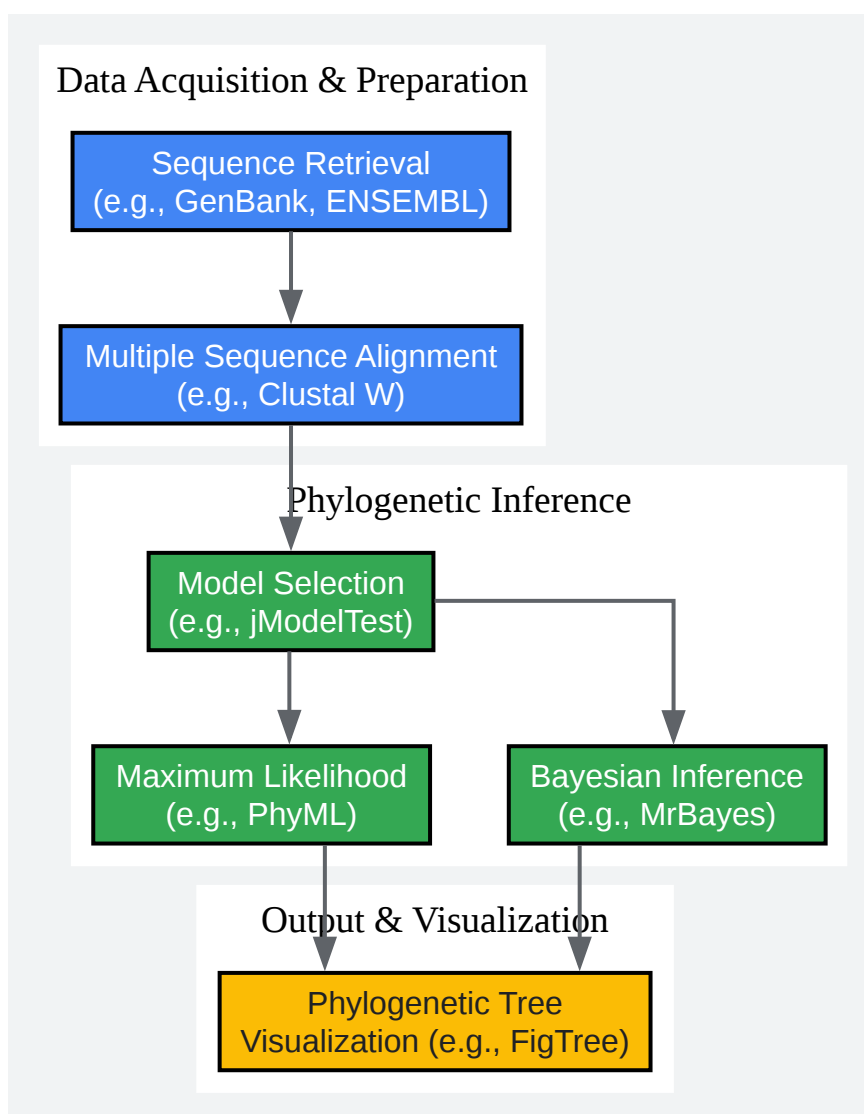 Data Acquisition & Preparation
Sequence Retrieval
(e.g., GenBank, ENSEMBL)
Multiple Sequence Alignment
(e.g., Clustal W)
Phylogenetic Inference
Model Selection
(e.g., jModelTest)
Maximum Likelihood
(e.g., PhyML)
Bayesian Inference
(e.g., MrBayes)
Output & Visualization
Phylogenetic Tree
Visualization (e.g., FigTree)